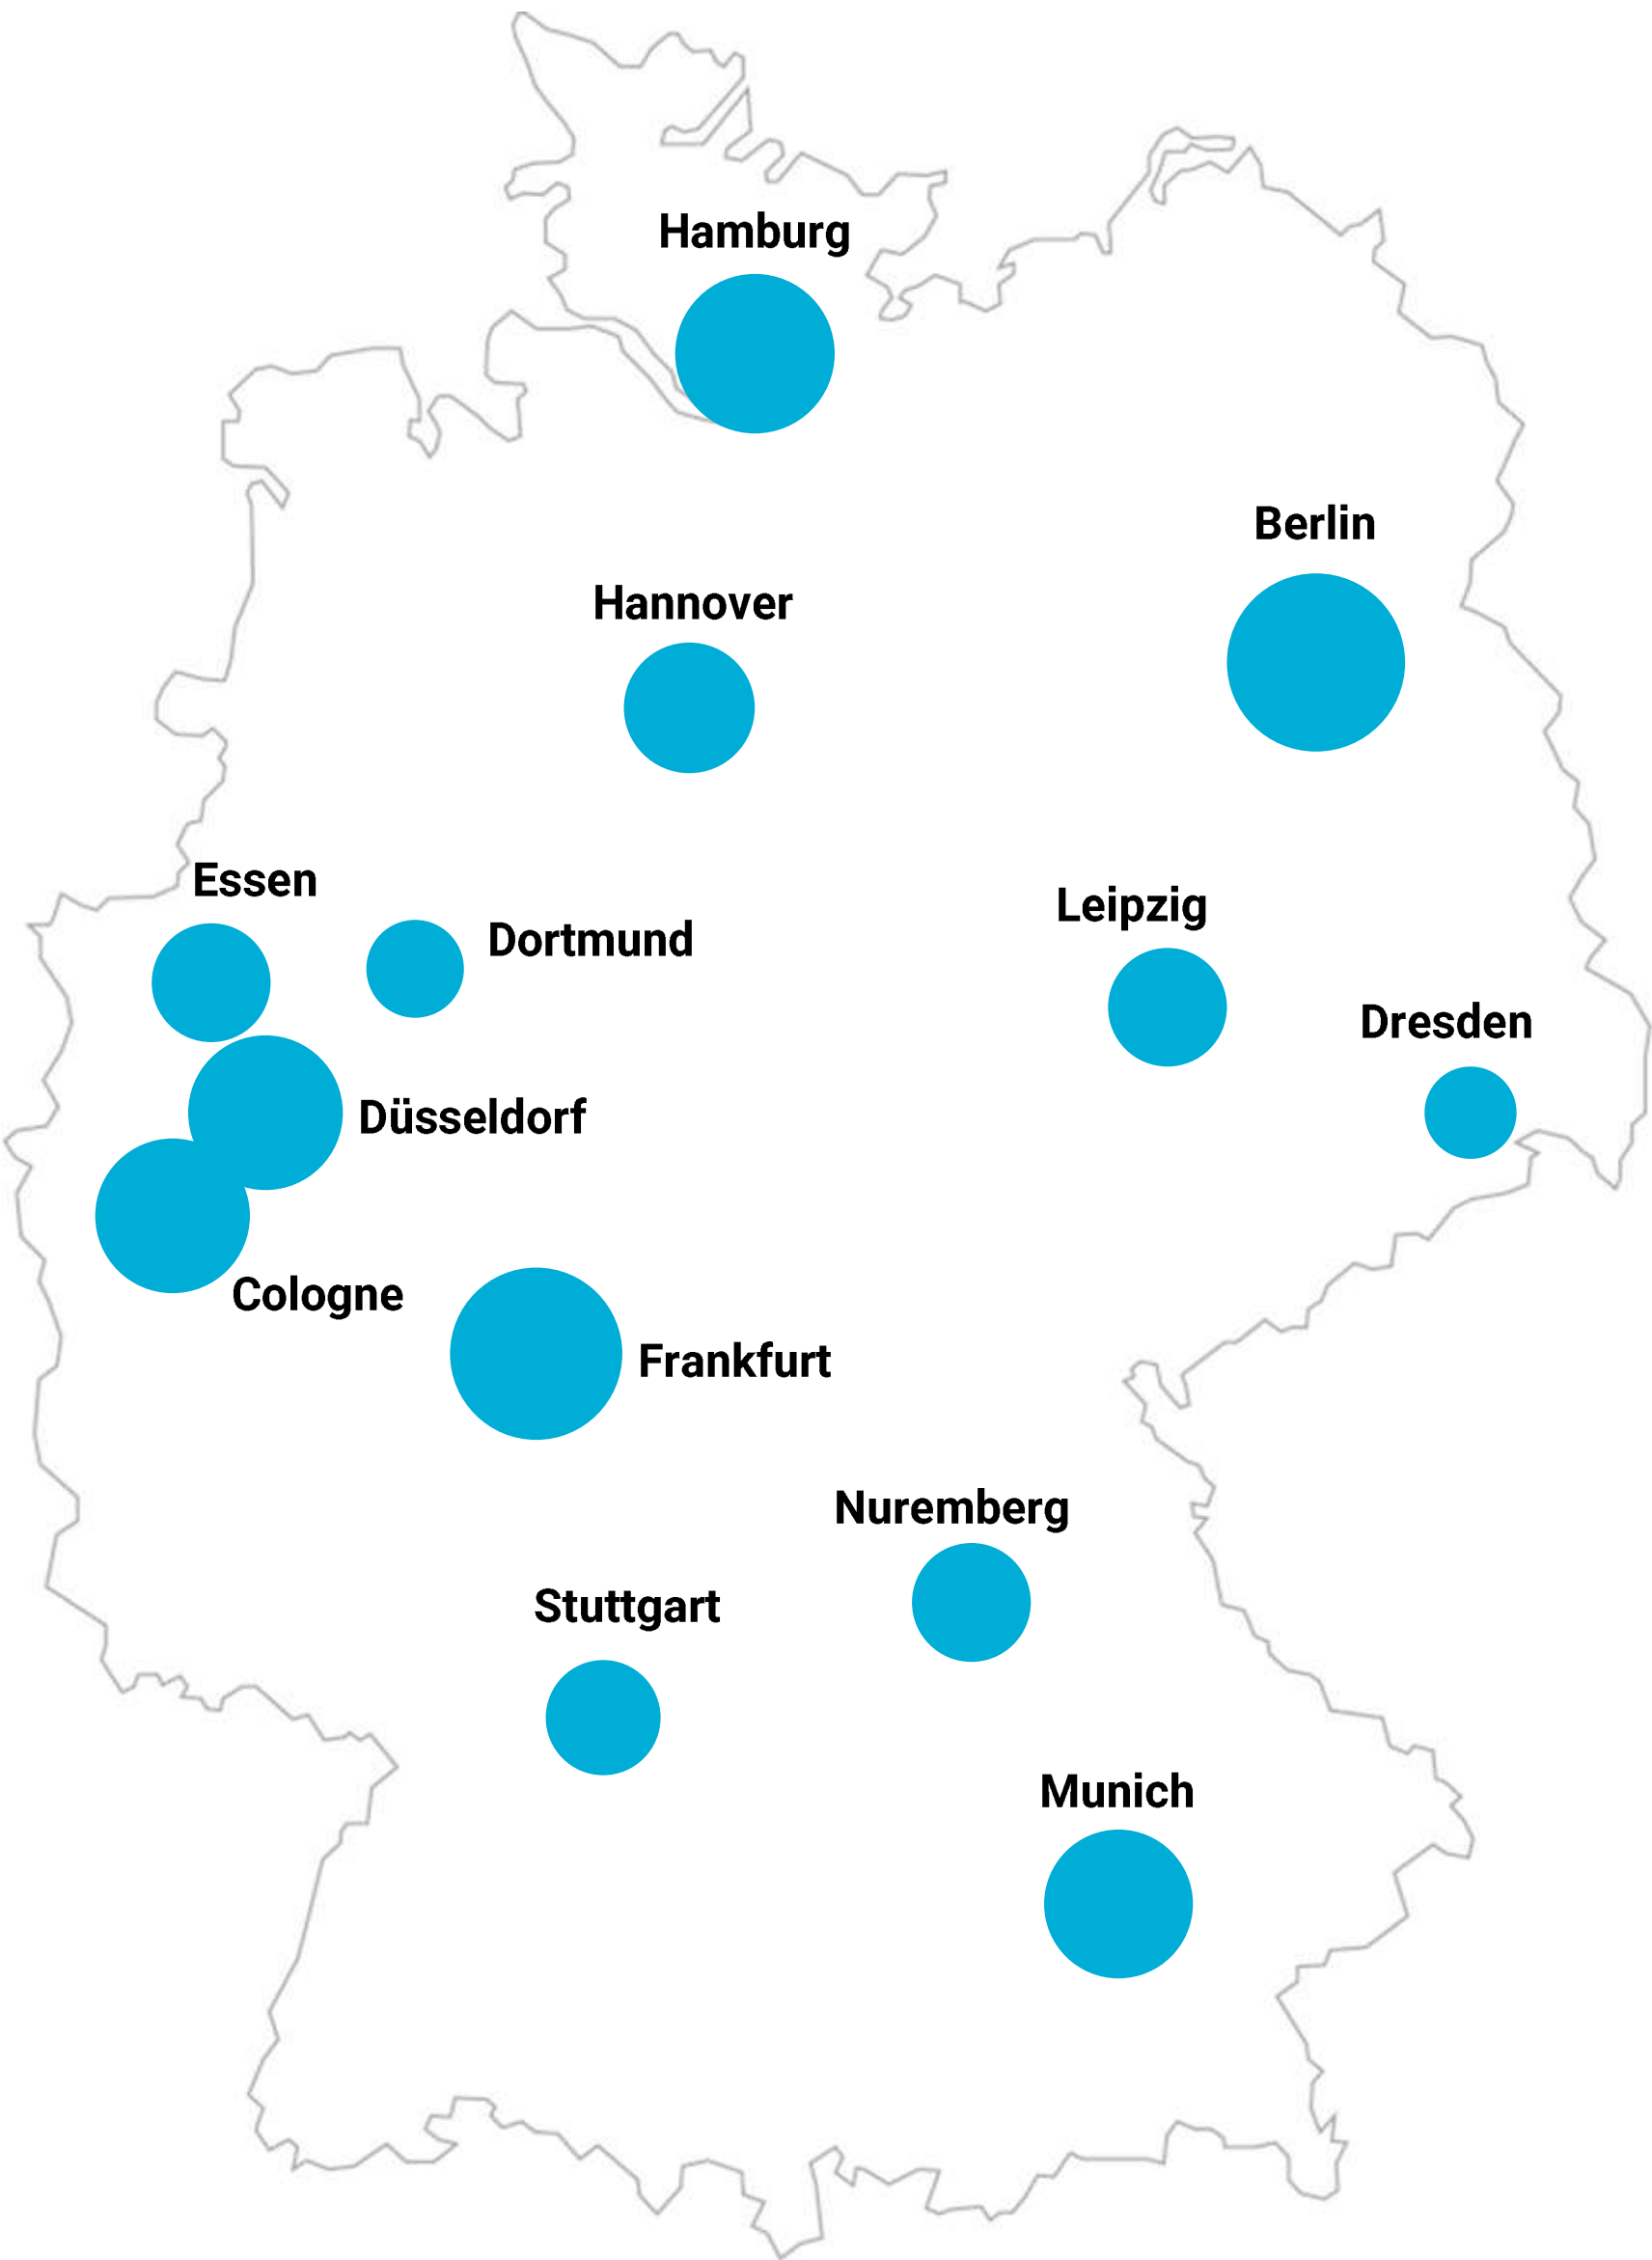 Hamburg
Berlin
Hannover
Essen
Dortmund
Leipzig
Dresden
Düsseldorf
Cologne
Frankfurt
Nuremberg
Stuttgart
Munich